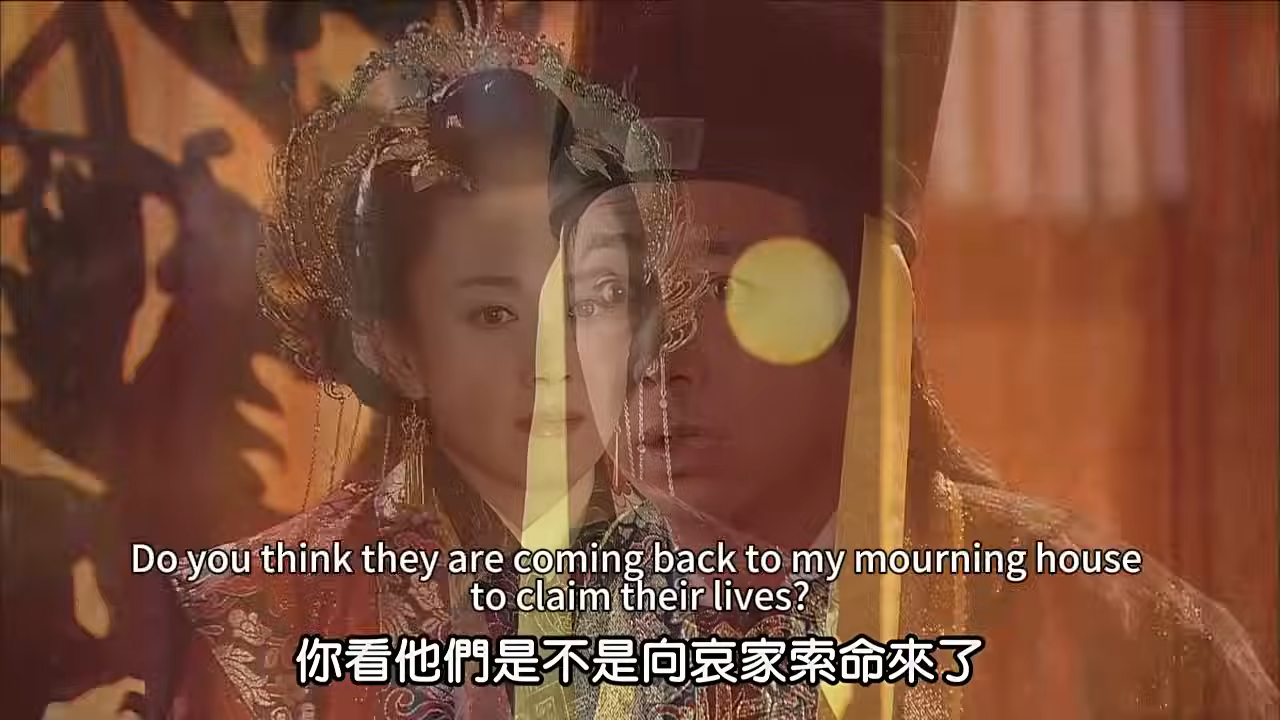 Do you think they are coming back to my mourning house
to claim their lives?
你看他們是不是向哀家索命來了